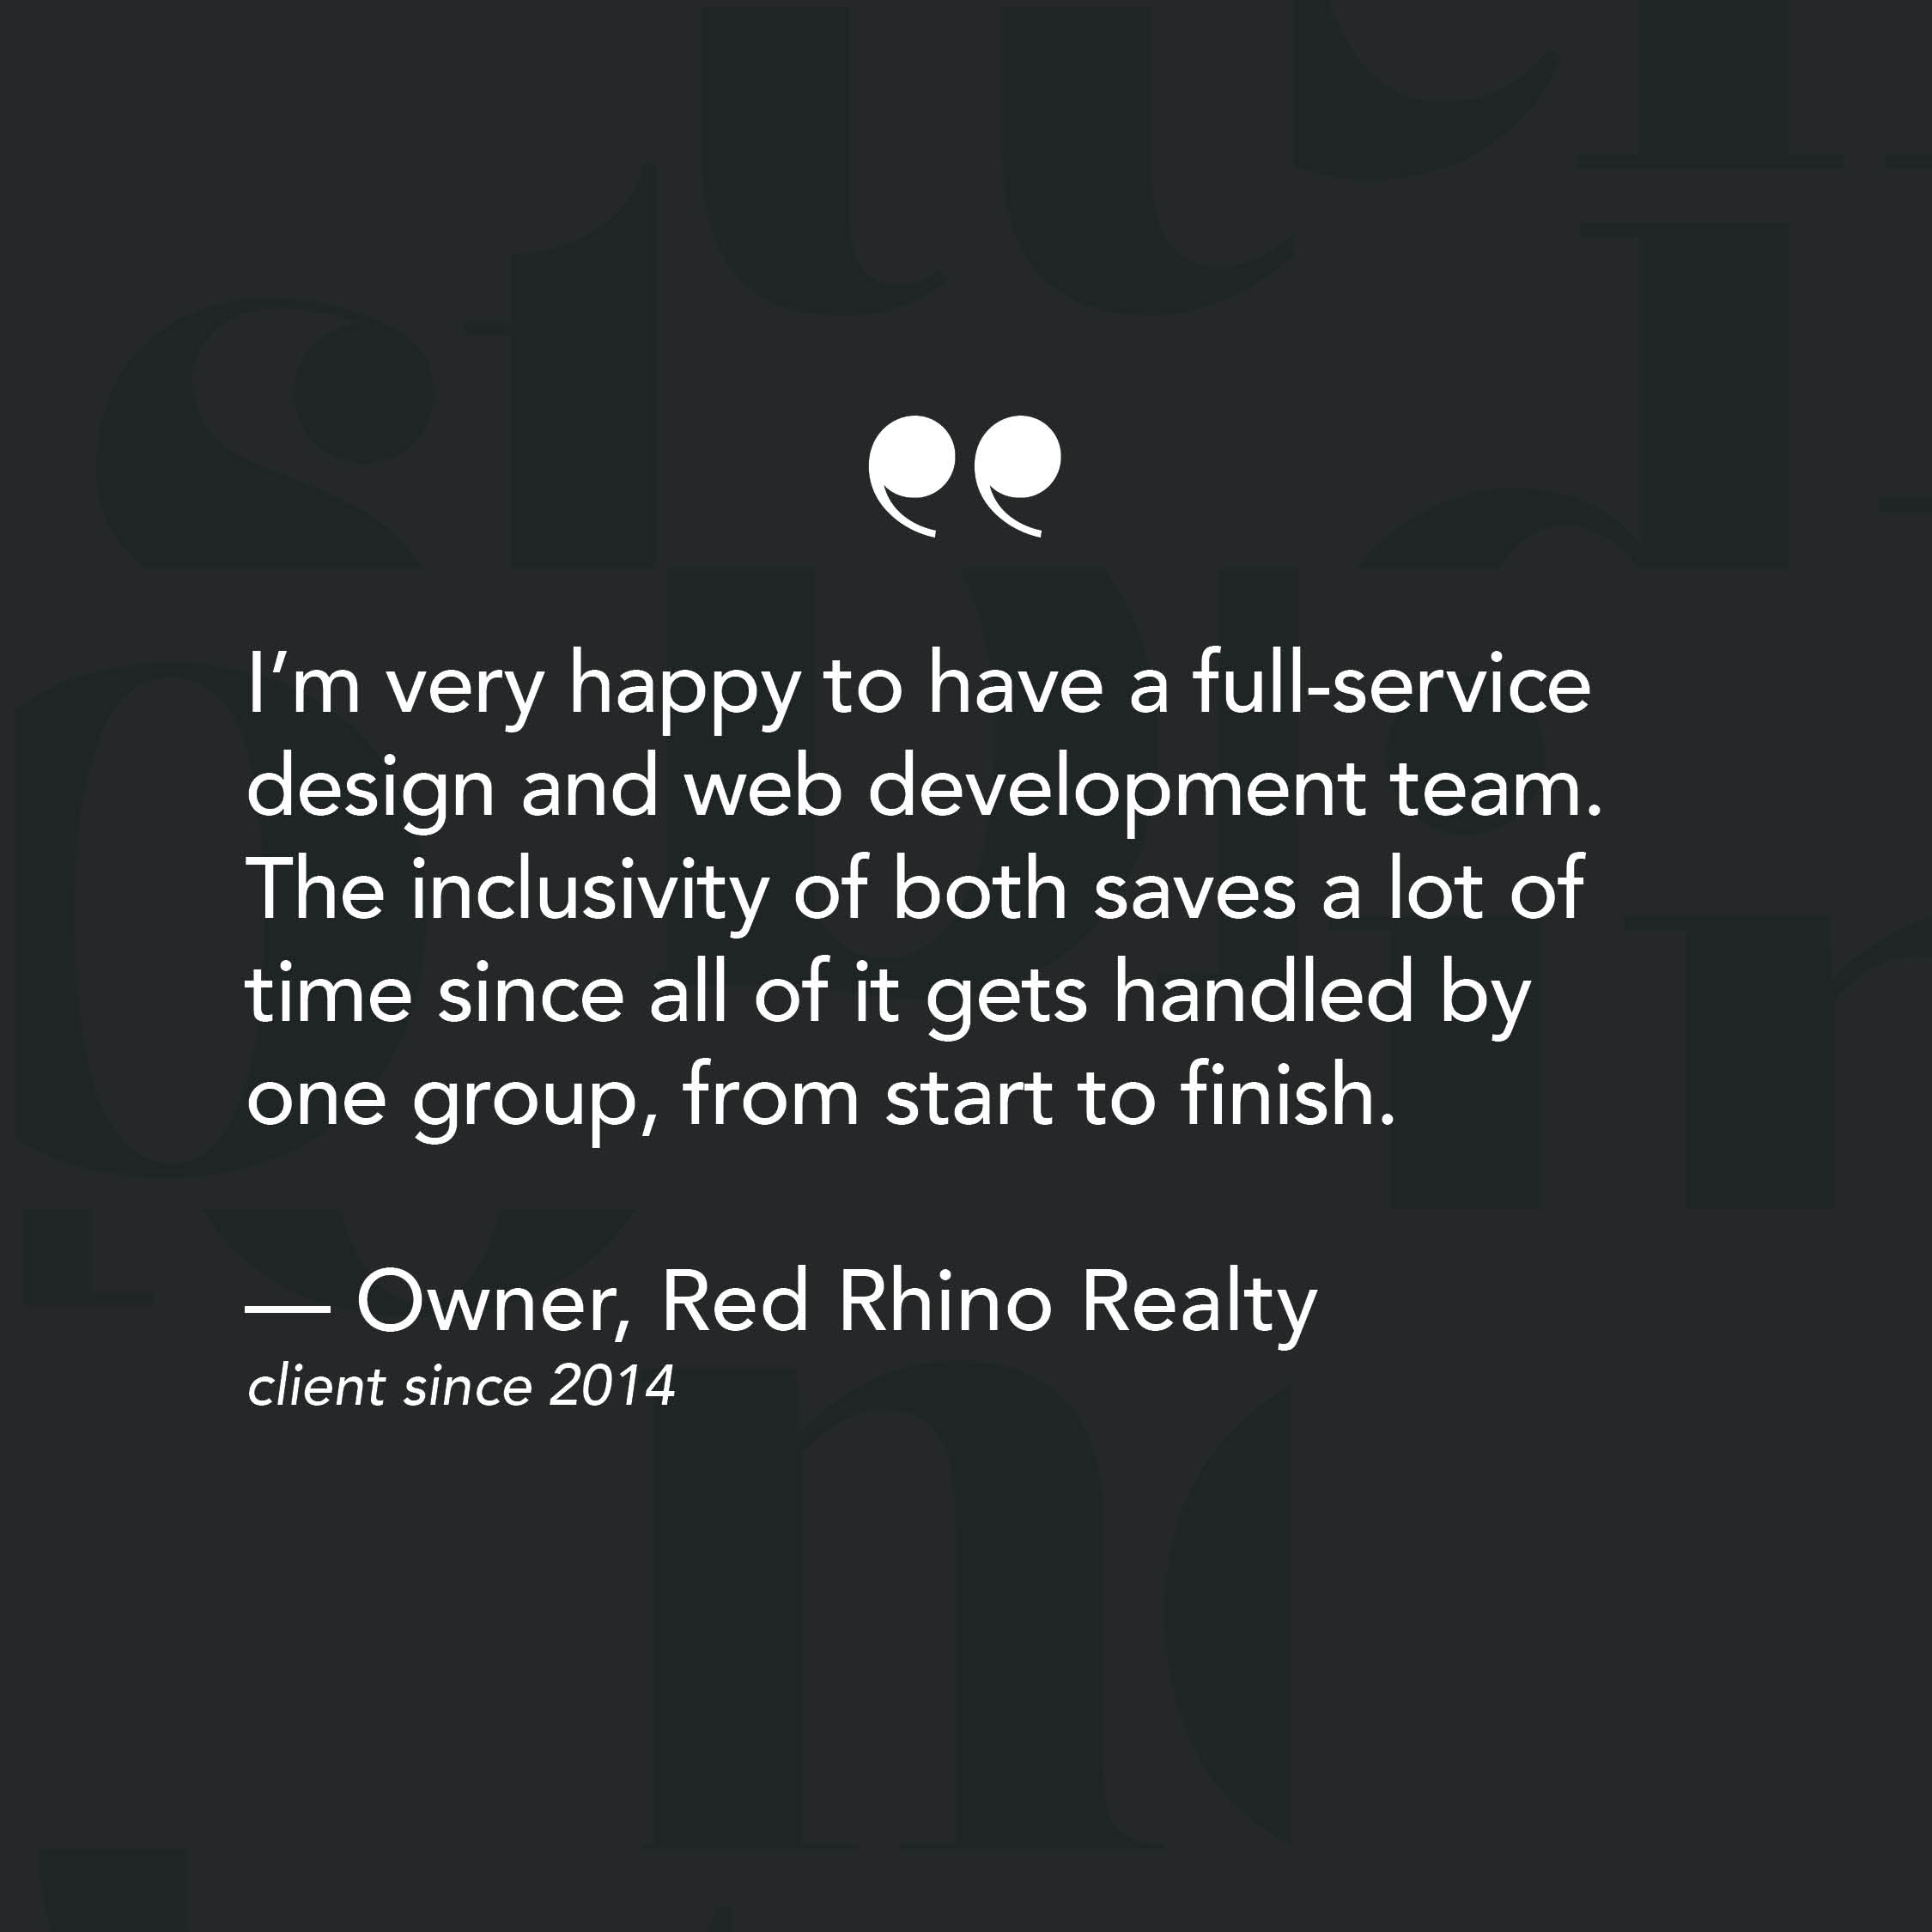 I’m very happy to have a full-service
design and web development team.
The inclusivity of both saves a lot of
time since all of it gets handled by
one group, from start to finish.
— Owner, Red Rhino Realty
client since 2014